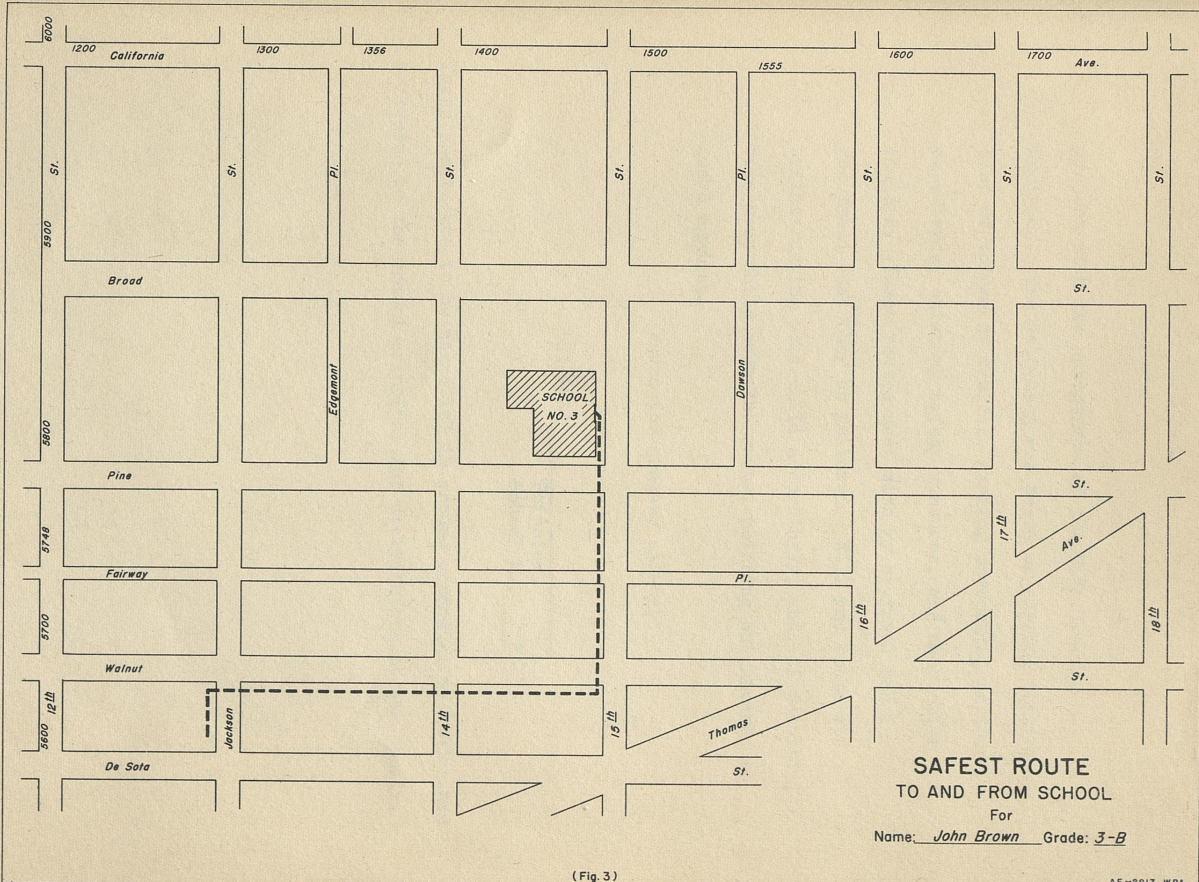 6000
1200 California 1300 1356 1400 1500 1555 1600 1700 Ave.
St. St. Pl. St. St. Pl. St. St. St.
5900
Broad St.
Edgemont Dawson
SCHOOL
NO. 3
5800
Pine St.
5748
17th
Ave.
Fairway Pl.
5700
16th 18th
Walnut St.
12th Jackson 14th 15th
5600
Thomas
De Sota St.
SAFEST ROUTE
TO AND FROM SCHOOL
For
Name: John Brown Grade: 3-B
(Fig. 3)